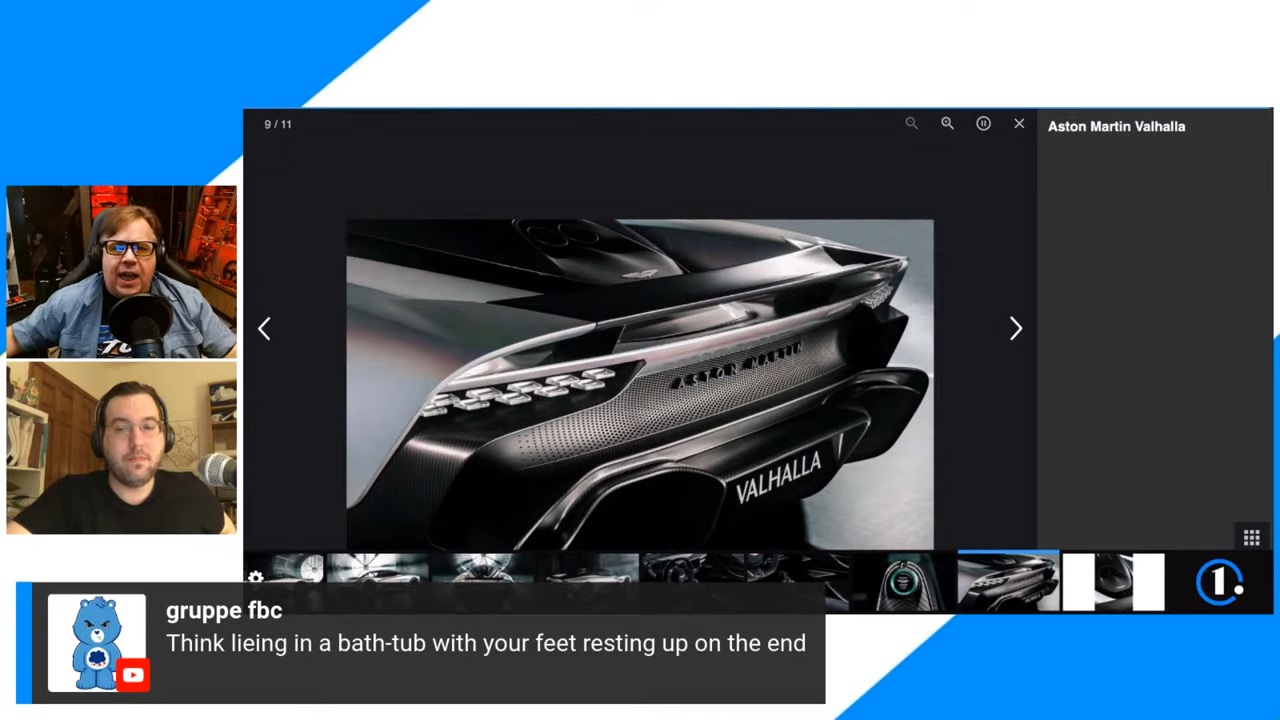 9 / 11
Aston Martin Valhalla
ASTON MARTIN
VALHALLA
1.
gruppe fbc
Think lieing in a bath-tub with your feet resting up on the end